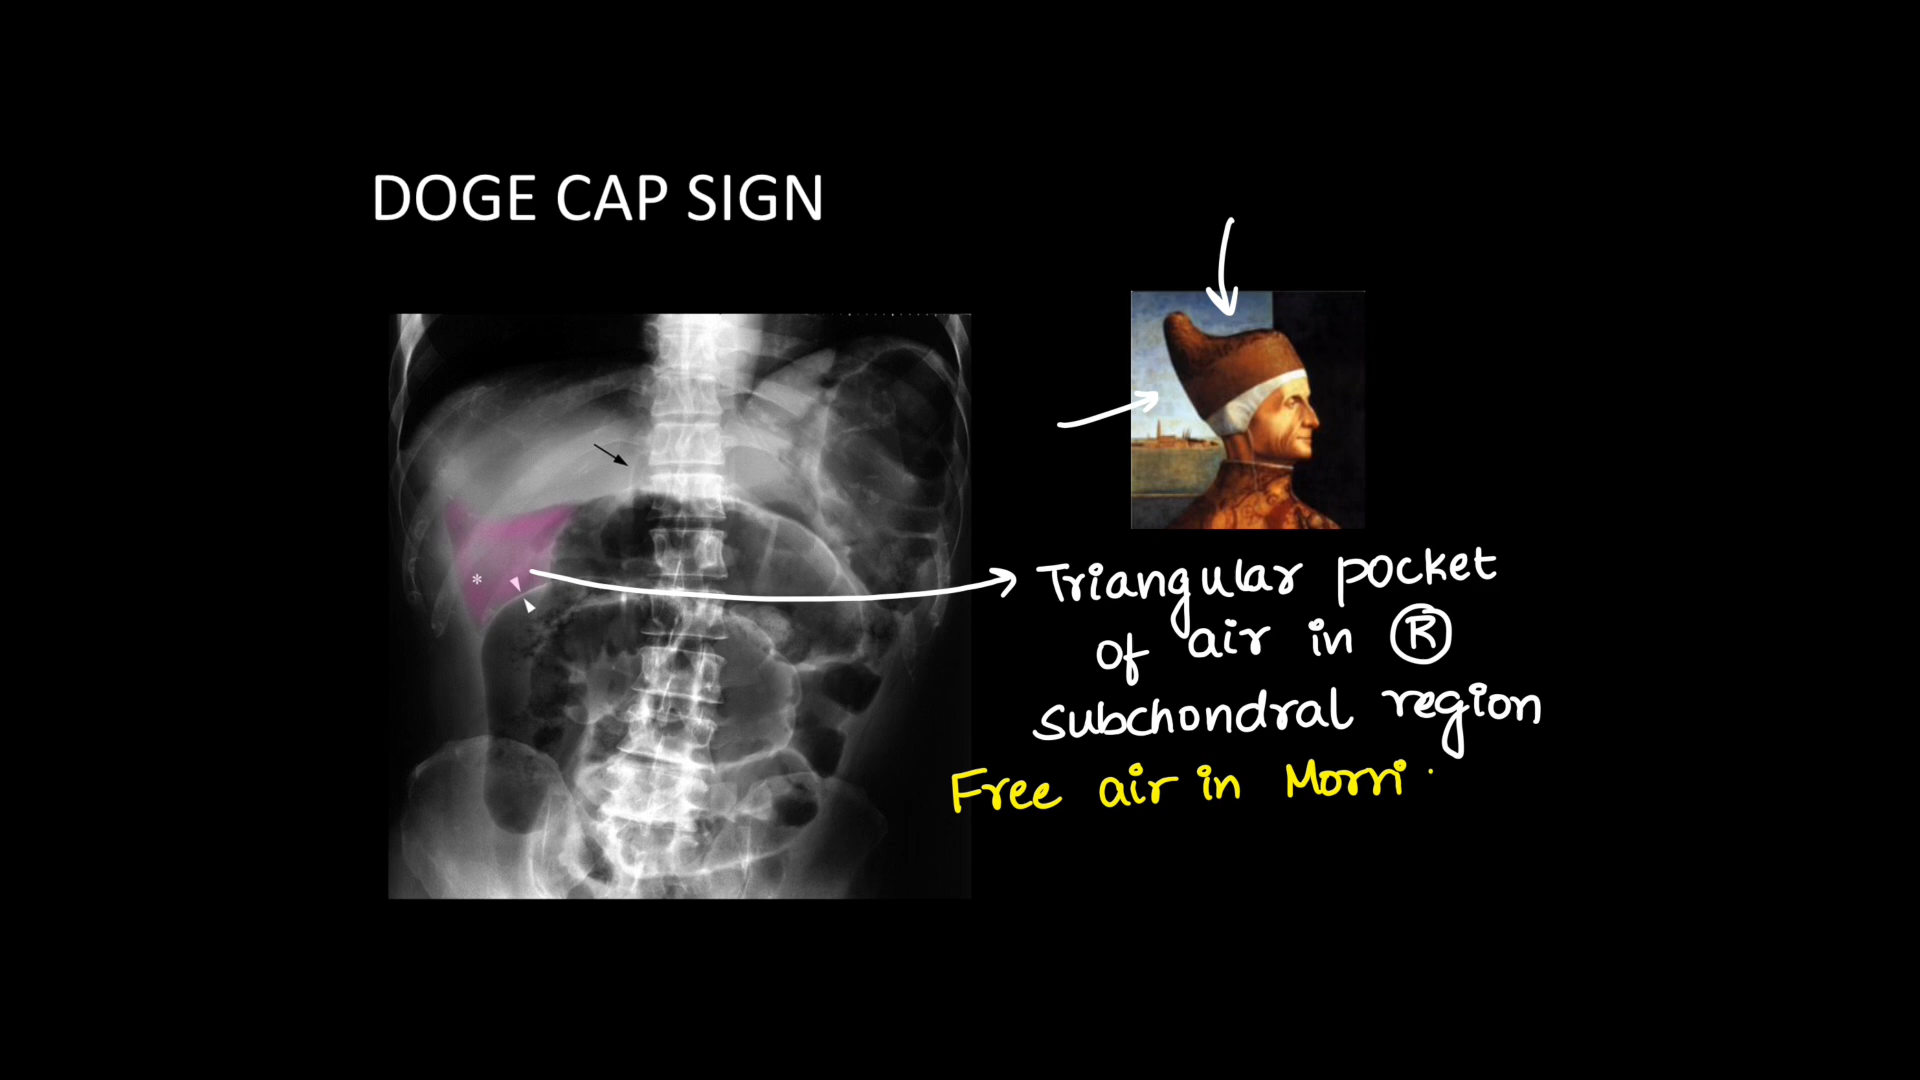 DOGE CAP SIGN
*
Triangular pocket
of air in Ⓡ
subchondral region
Free air in Morri